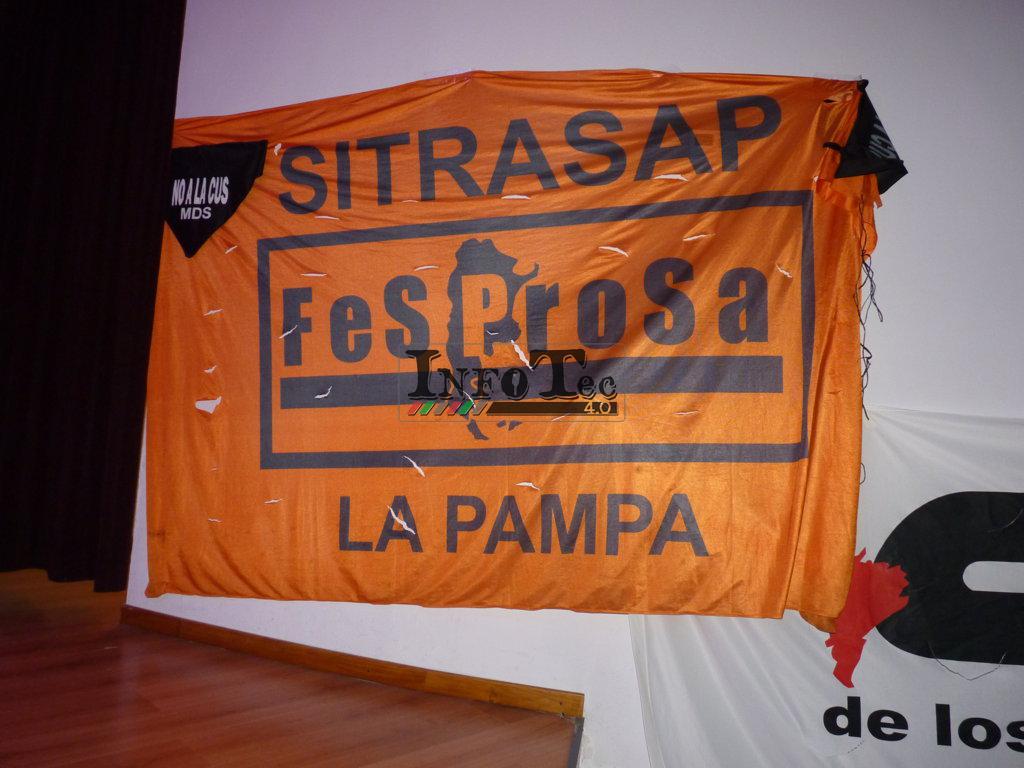 SITRASAP
NO A LA CUS
MDS
FeSProSa
INFOTEC
4.0
LA PAMPA
de los